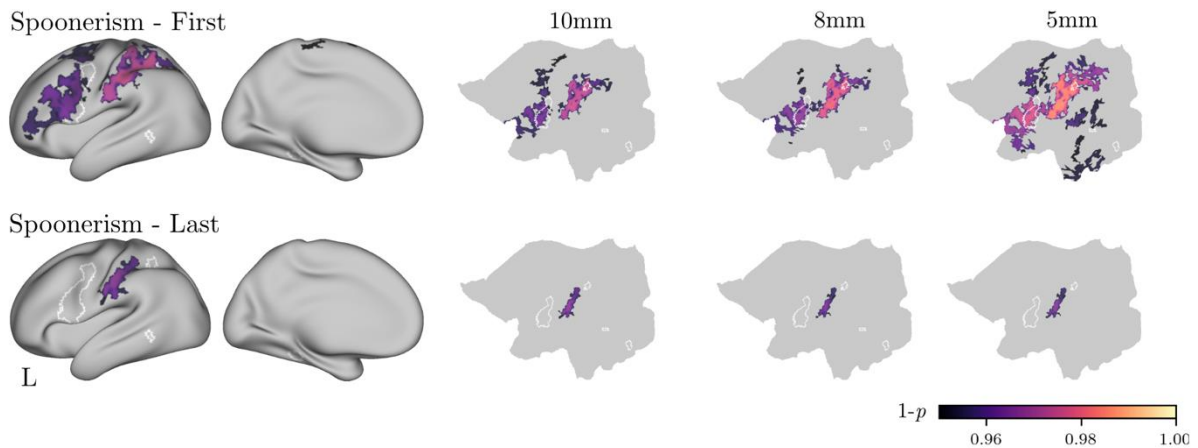 Spoonerism - First
10mm
8mm
5mm
Spoonerism - Last
L
1-p
0.96
0.98
1.00